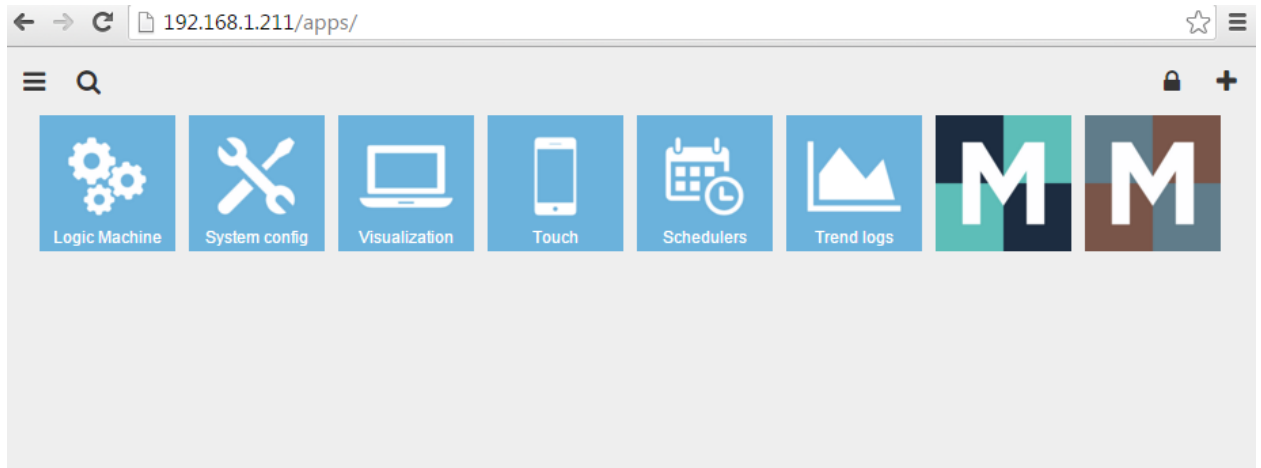 192.168.1.211/apps/
Logic Machine System config Visualization Touch Schedulers Trend logs M M